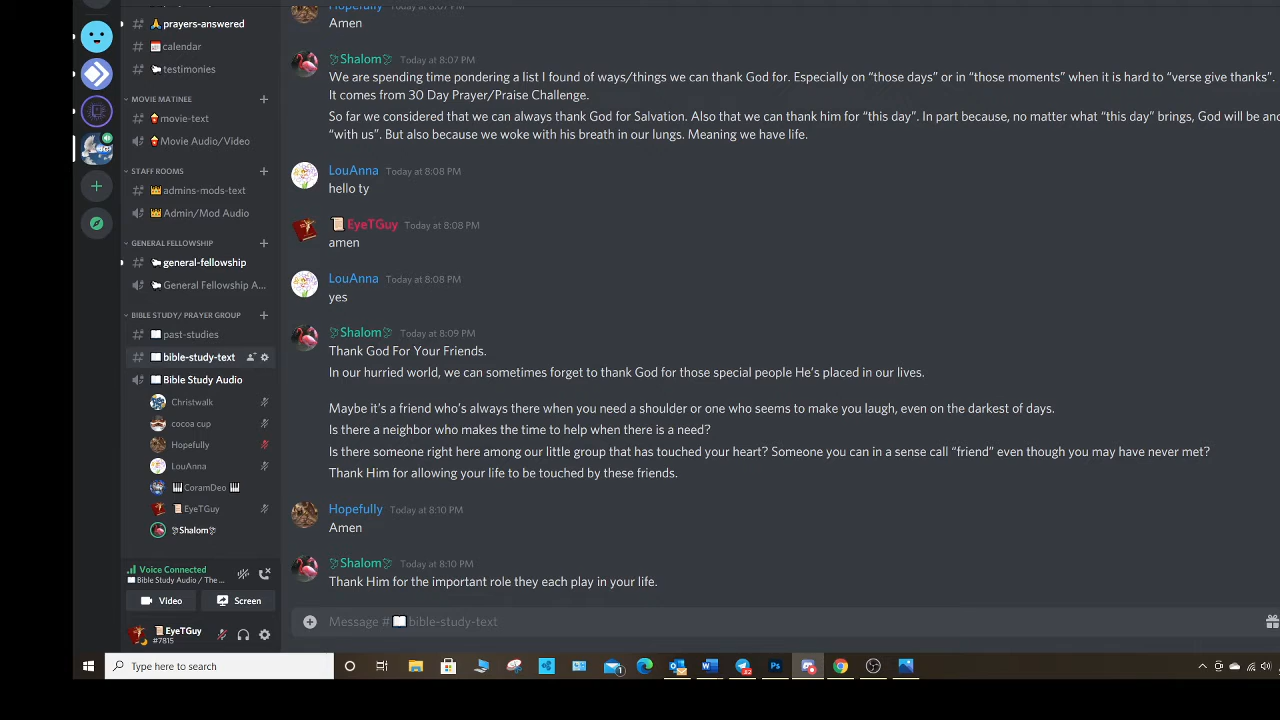 prayers-answered
calendar
testimonies
MOVIE MATINEE
movie-text
Movie Audio/Video
STAFF ROOMS
admins-mods-text
Admin/Mod Audio
GENERAL FELLOWSHIP
general-fellowship
General Fellowship A...
BIBLE STUDY/ PRAYER GROUP
past-studies
bible-study-text
Bible Study Audio
Christwalk
cocoa cup
Hopefully
LouAnna
CoramDeo
EyeTGuy
Shalom
Voice Connected
Bible Study Audio / The ...
Video Screen
EyeTGuy
#7815
Hopefully Today at 8:07 PM
Amen
Shalom Today at 8:07 PM
We are spending time pondering a list I found of ways/things we can thank God for. Especially on “those days” or in “those moments” when it is hard to “verse give thanks”.
It comes from 30 Day Prayer/Praise Challenge.
So far we considered that we can always thank God for Salvation. Also that we can thank him for “this day”. In part because, no matter what “this day” brings, God will be and
“with us”. But also because we woke with his breath in our lungs. Meaning we have life.
LouAnna Today at 8:08 PM
hello ty
EyeTGuy Today at 8:08 PM
amen
LouAnna Today at 8:08 PM
yes
Shalom Today at 8:09 PM
Thank God For Your Friends.
In our hurried world, we can sometimes forget to thank God for those special people He’s placed in our lives.
Maybe it’s a friend who’s always there when you need a shoulder or one who seems to make you laugh, even on the darkest of days.
Is there a neighbor who makes the time to help when there is a need?
Is there someone right here among our little group that has touched your heart? Someone you can in a sense call “friend” even though you may have never met?
Thank Him for allowing your life to be touched by these friends.
Hopefully Today at 8:10 PM
Amen
Shalom Today at 8:10 PM
Thank Him for the important role they each play in your life.
Message # bible-study-text
Type here to search